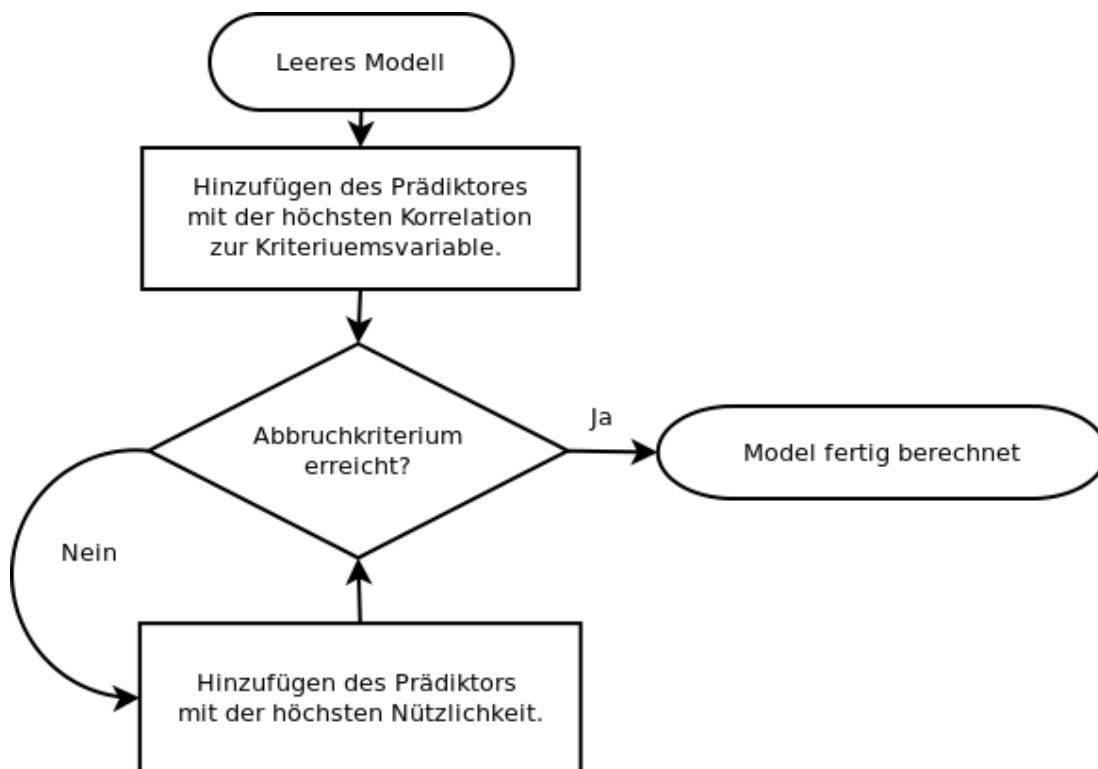 Leeres Modell
Hinzufügen des Prädiktores
mit der höchsten Korrelation
zur Kriteriuemsvariable.
Abbruchkriterium
erreicht?
Ja
Model fertig berechnet
Nein
Hinzufügen des Prädiktors
mit der höchsten Nützlichkeit.